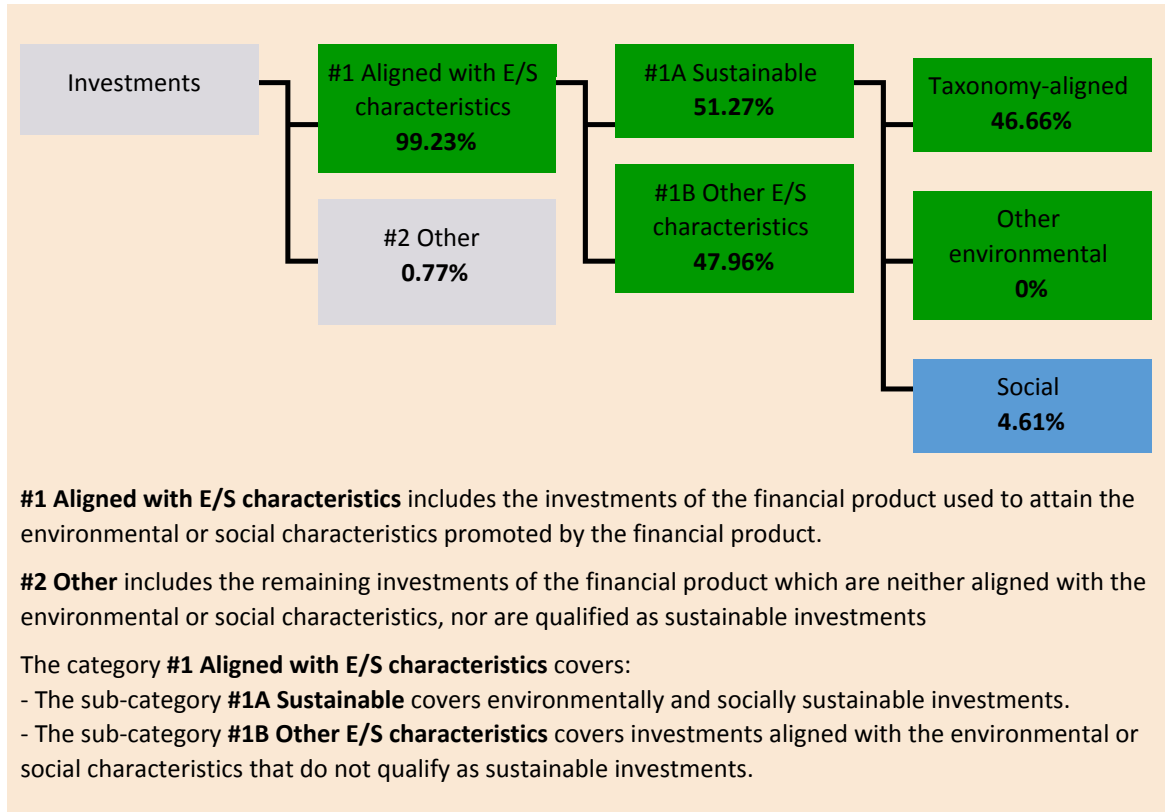 Investments
#1 Aligned with E/S
characteristics
99.23%
#2 Other
0.77%
#1A Sustainable
51.27%
#1B Other E/S
characteristics
47.96%
Taxonomy-aligned
46.66%
Other
environmental
0%
Social
4.61%
#1 Aligned with E/S characteristics includes the investments of the financial product used to attain the
environmental or social characteristics promoted by the financial product.
#2 Other includes the remaining investments of the financial product which are neither aligned with the
environmental or social characteristics, nor are qualified as sustainable investments
The category #1 Aligned with E/S characteristics covers:
- The sub-category #1A Sustainable covers environmentally and socially sustainable investments.
- The sub-category #1B Other E/S characteristics covers investments aligned with the environmental or
social characteristics that do not qualify as sustainable investments.